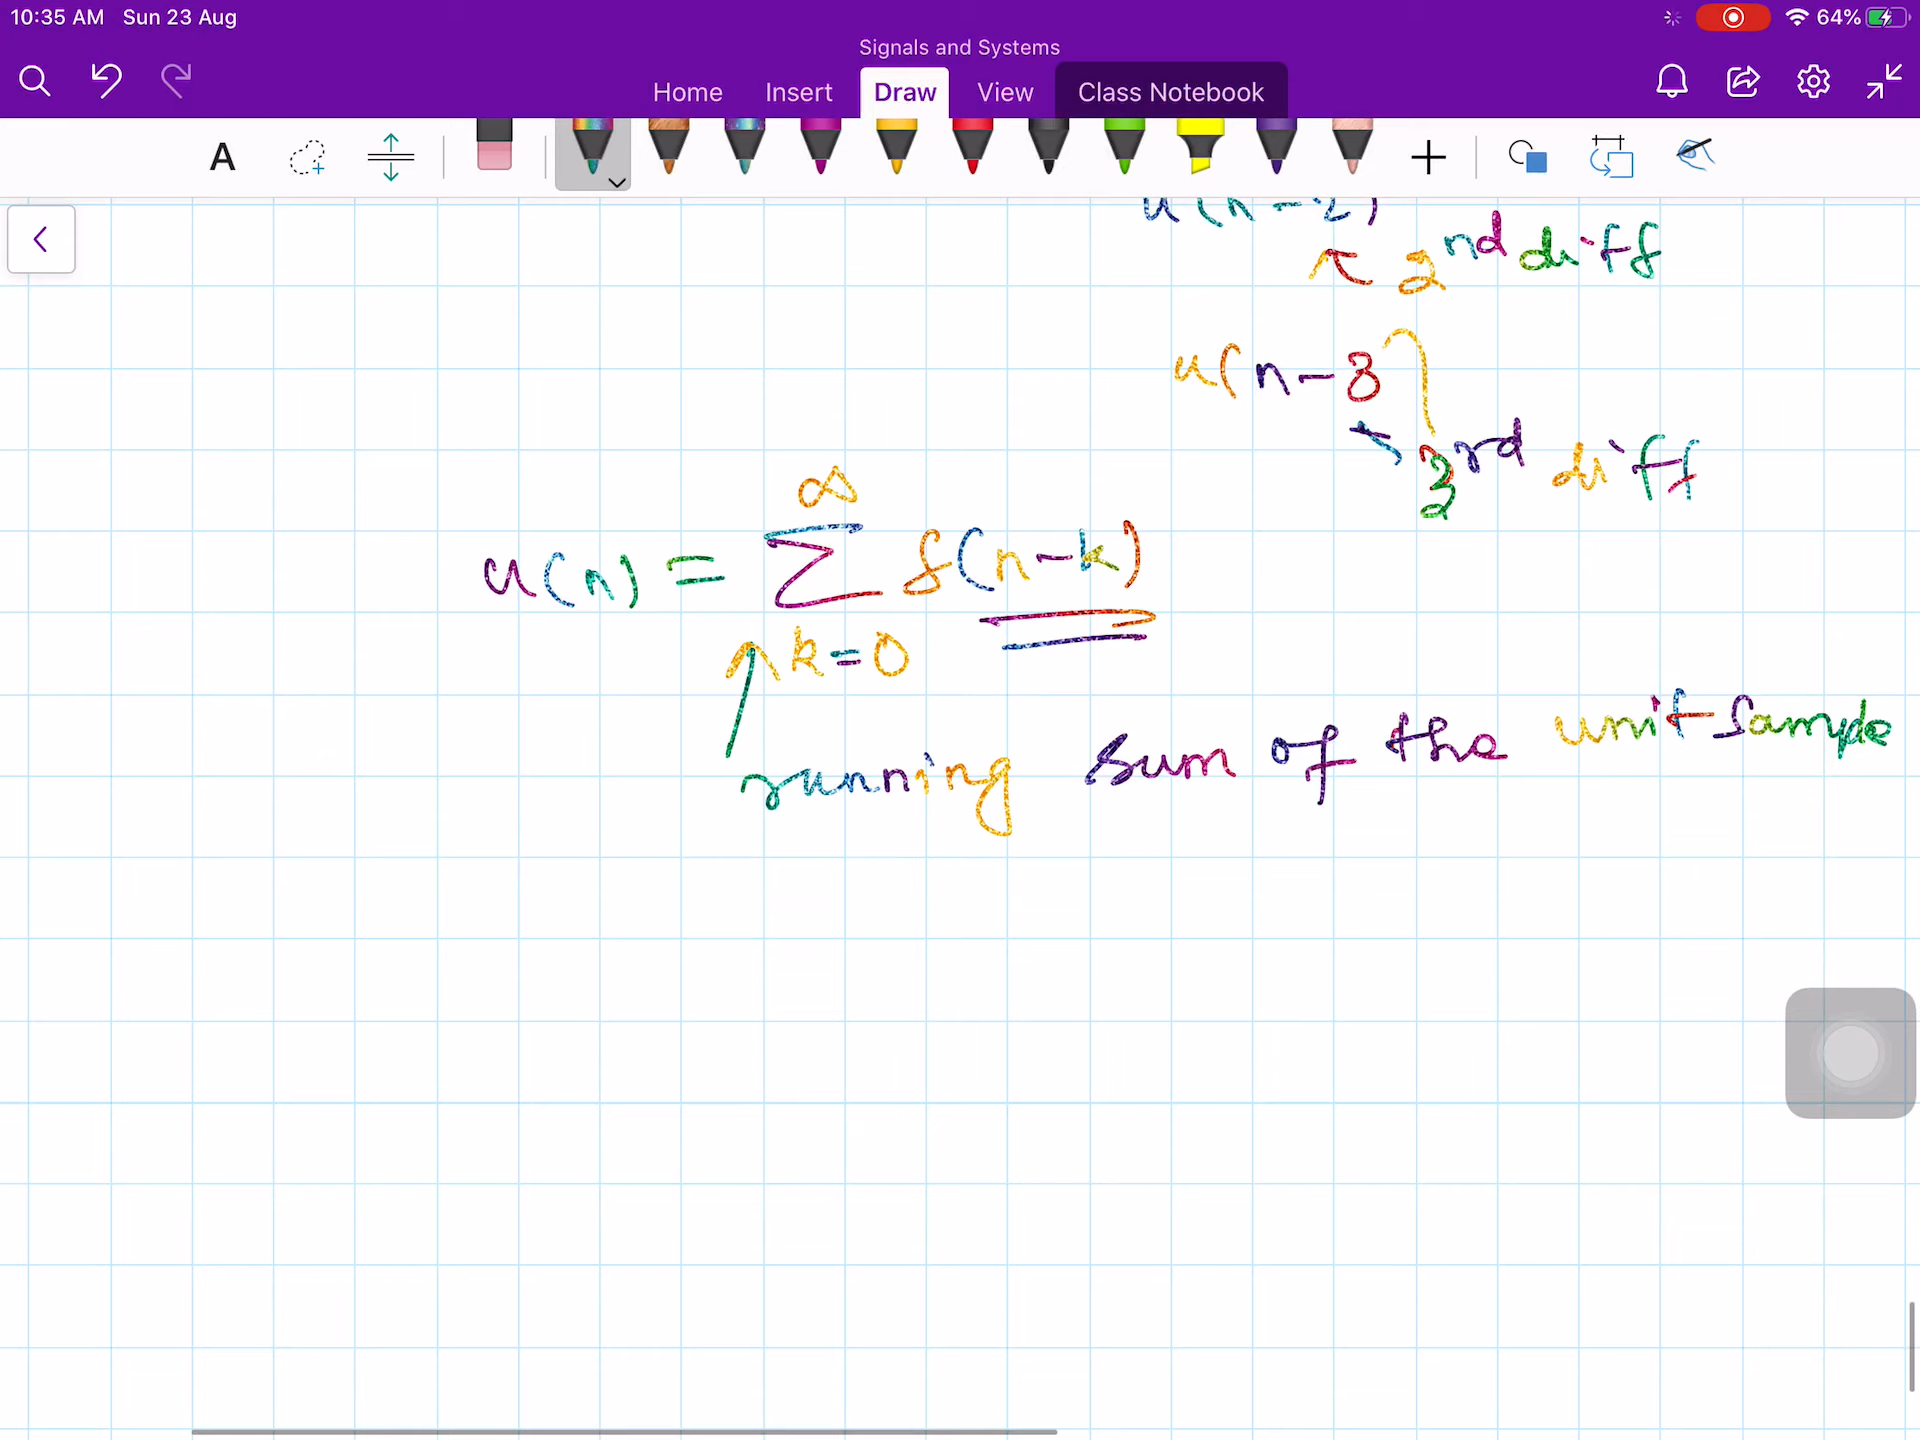 10:35 AM Sun 23 Aug
64%
Signals and Systems
Home Insert Draw View Class Notebook
A
u(n-2)
2nd diff
u(n-3)
3rd diff
u(n) = ∑ δ(n-k)
∞
k=0
running sum of the unit sample